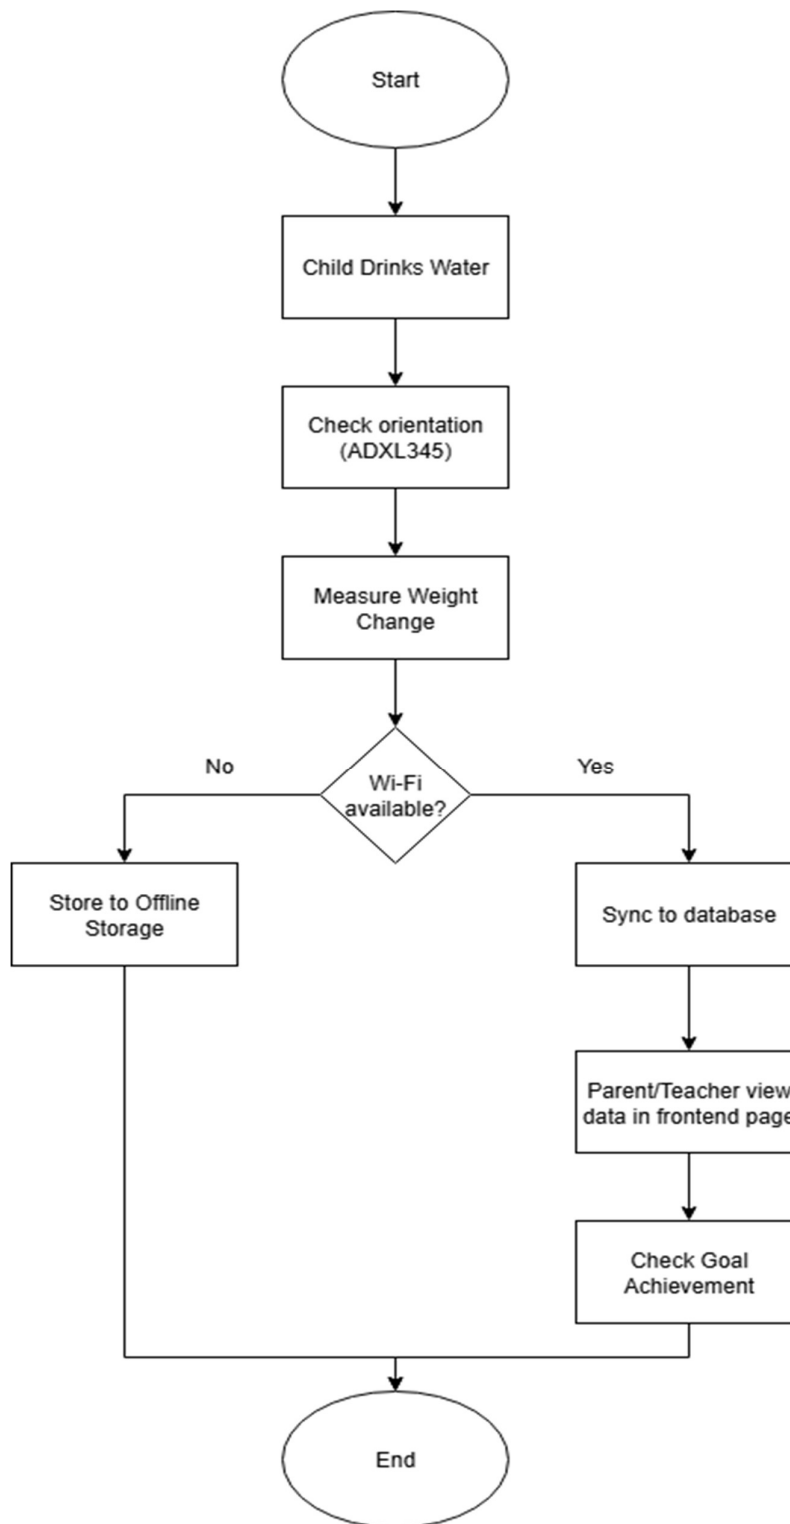 Start
Child Drinks Water
Check orientation
(ADXL345)
Measure Weight
Change
No
Wi-Fi
available?
Yes
Store to Offline
Storage
Sync to database
Parent/Teacher view
data in frontend page
Check Goal
Achievement
End